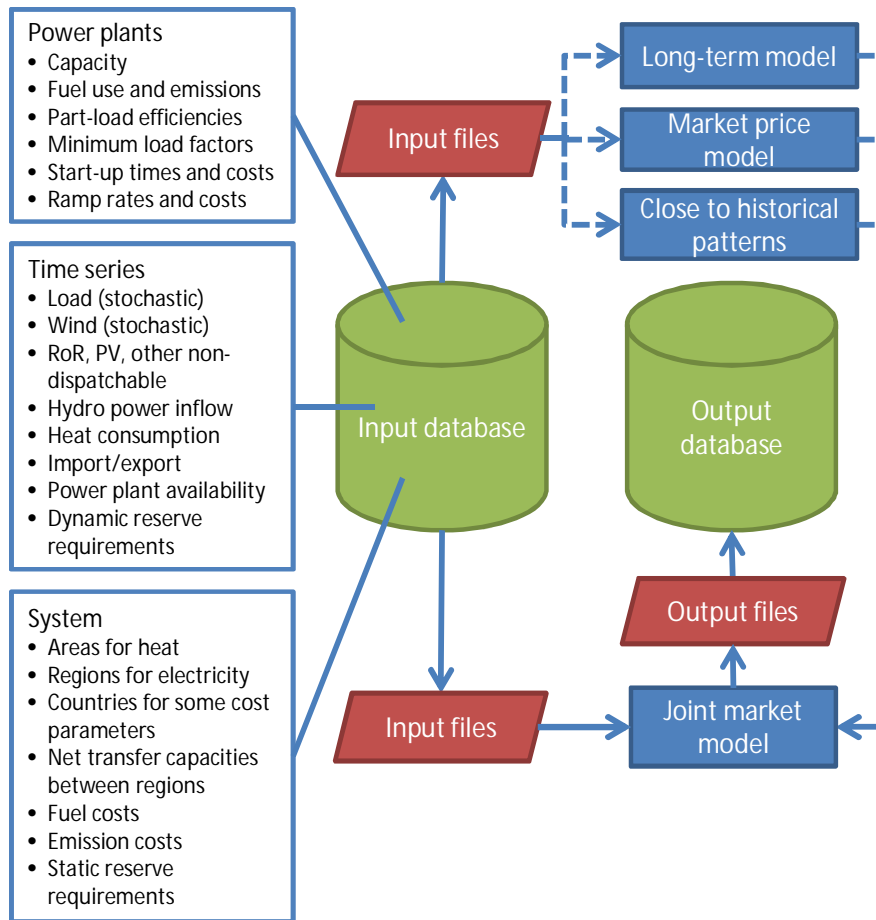 Power plants
• Capacity
• Fuel use and emissions
• Part-load efficiencies
• Minimum load factors
• Start-up times and costs
• Ramp rates and costs
Time series
• Load (stochastic)
• Wind (stochastic)
• RoR, PV, other non-
dispatchable
• Hydro power inflow
• Heat consumption
• Import/export
• Power plant availability
• Dynamic reserve
requirements
System
• Areas for heat
• Regions for electricity
• Countries for some cost
parameters
• Net transfer capacities
between regions
• Fuel costs
• Emission costs
• Static reserve
requirements
Input files
Long-term model
Market price
model
Close to historical
patterns
Input database
Output
database
Output files
Input files
Joint market
model